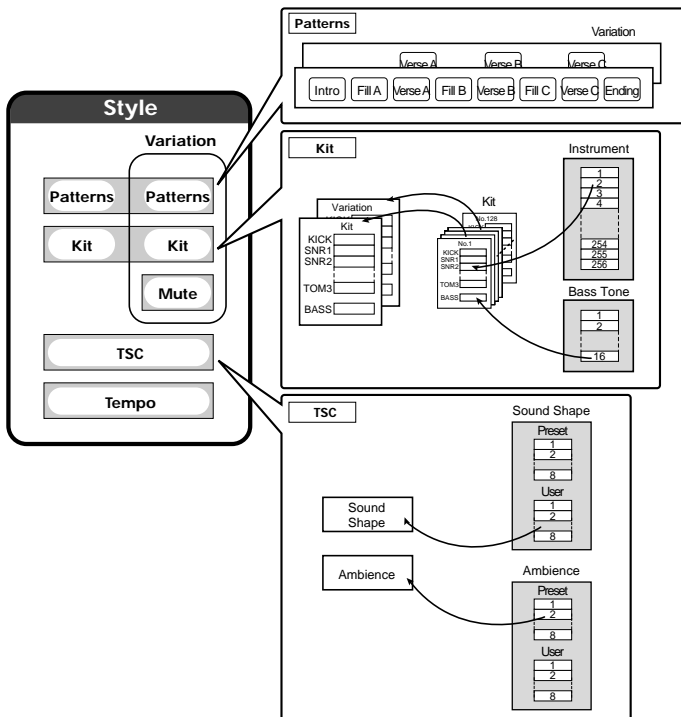 Style
Variation
Patterns
Patterns
Kit
Kit
Mute
TSC
Tempo
Patterns
Variation
Verse A
Verse B
Verse C
Intro
Fill A
Verse A
Fill B
Verse B
Fill C
Verse C
Ending
Kit
Variation
Kit
KICK
SNR1
SNR2
TOM3
BASS
Kit
No.128
No.1
KICK
SNR1
SNR2
TOM3
BASS
Instrument
1
2
3
4
254
255
256
Bass Tone
1
2
16
TSC
Sound
Shape
Ambience
Sound Shape
Preset
1
2
8
User
1
2
8
Ambience
Preset
1
2
8
User
1
2
8